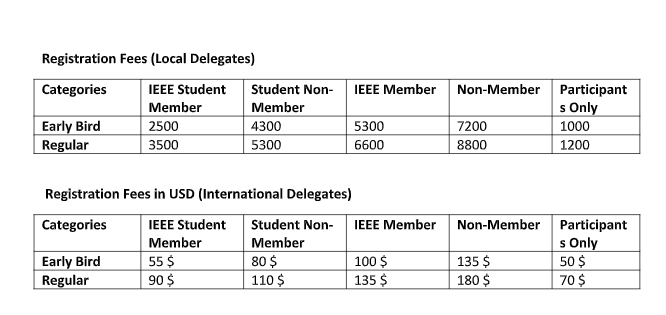 Registration Fees (Local Delegates)
Categories IEEE Student Member Student Non-Member IEEE Member Non-Member Participants Only
Early Bird 2500 4300 5300 7200 1000
Regular 3500 5300 6600 8800 1200
Registration Fees in USD (International Delegates)
Categories IEEE Student Member Student Non-Member IEEE Member Non-Member Participants Only
Early Bird 55 $ 80 $ 100 $ 135 $ 50 $
Regular 90 $ 110 $ 135 $ 180 $ 70 $